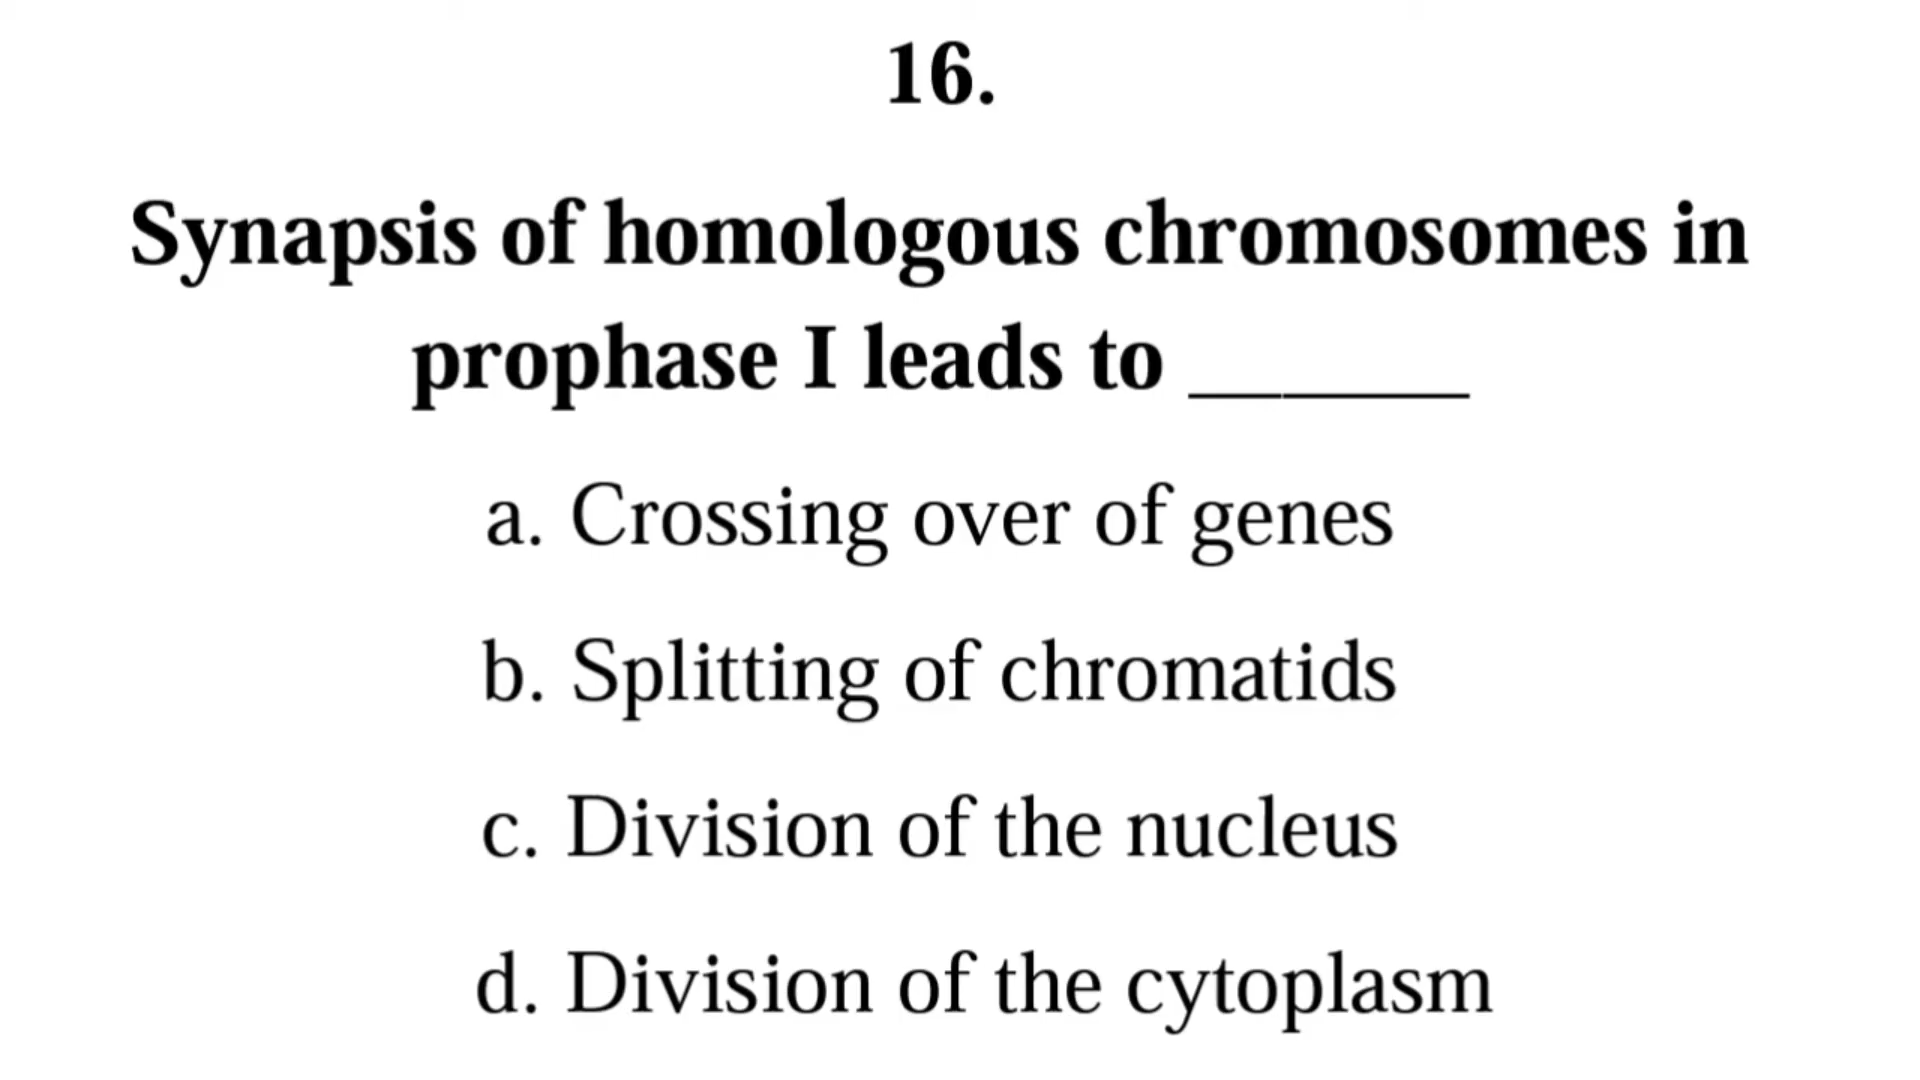 16.
Synapsis of homologous chromosomes in
prophase I leads to ______
a. Crossing over of genes
b. Splitting of chromatids
c. Division of the nucleus
d. Division of the cytoplasm